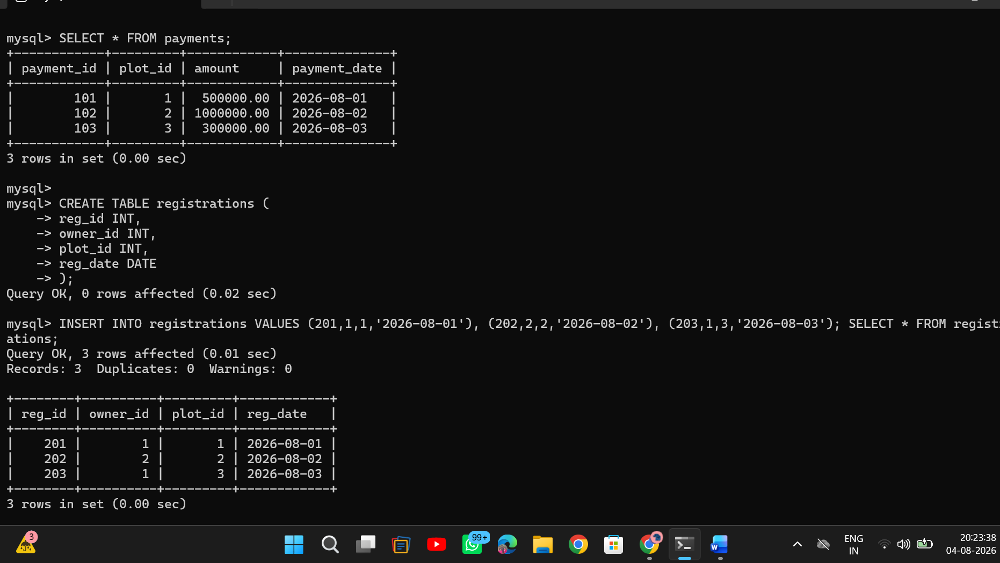 mysql> SELECT * FROM payments;
+------------+---------+------------+--------------+
| payment_id | plot_id | amount     | payment_date |
+------------+---------+------------+--------------+
|        101 |       1 |  500000.00 | 2026-08-01   |
|        102 |       2 | 1000000.00 | 2026-08-02   |
|        103 |       3 |  300000.00 | 2026-08-03   |
+------------+---------+------------+--------------+
3 rows in set (0.00 sec)
mysql>
mysql> CREATE TABLE registrations (
    -> reg_id INT,
    -> owner_id INT,
    -> plot_id INT,
    -> reg_date DATE
    -> );
Query OK, 0 rows affected (0.02 sec)
mysql> INSERT INTO registrations VALUES (201,1,1,'2026-08-01'), (202,2,2,'2026-08-02'), (203,1,3,'2026-08-03'); SELECT * FROM registr
ations;
Query OK, 3 rows affected (0.01 sec)
Records: 3  Duplicates: 0  Warnings: 0
+--------+----------+---------+------------+
| reg_id | owner_id | plot_id | reg_date   |
+--------+----------+---------+------------+
|    201 |        1 |       1 | 2026-08-01 |
|    202 |        2 |       2 | 2026-08-02 |
|    203 |        1 |       3 | 2026-08-03 |
+--------+----------+---------+------------+
3 rows in set (0.00 sec)
3
99+
W
ENG
IN
20:23:38
04-08-2026